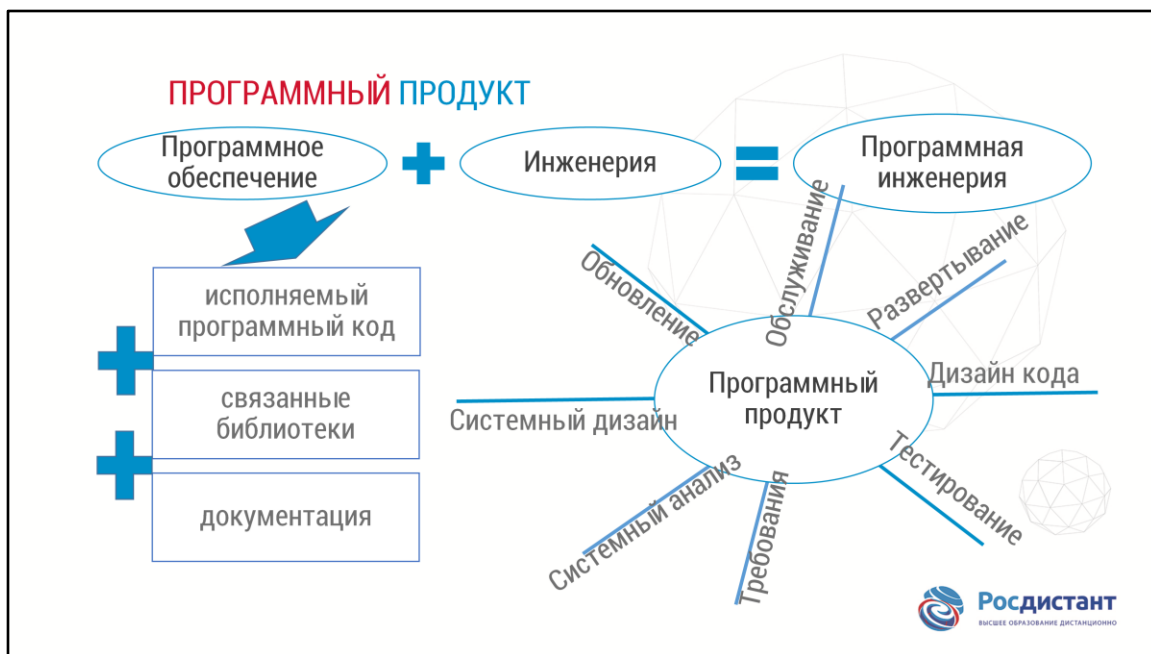 ПРОГРАММНЫЙ ПРОДУКТ
Программное
обеспечение
Инженерия
Программная
инженерия
исполняемый
программный код
связанные
библиотеки
документация
Обновление
Обслуживание
Развертывание
Системный дизайн
Программный
продукт
Дизайн кода
Системный анализ
Требования
Тестирование
Росдистант
ВЫСШЕЕ ОБРАЗОВАНИЕ ДИСТАНЦИОННО